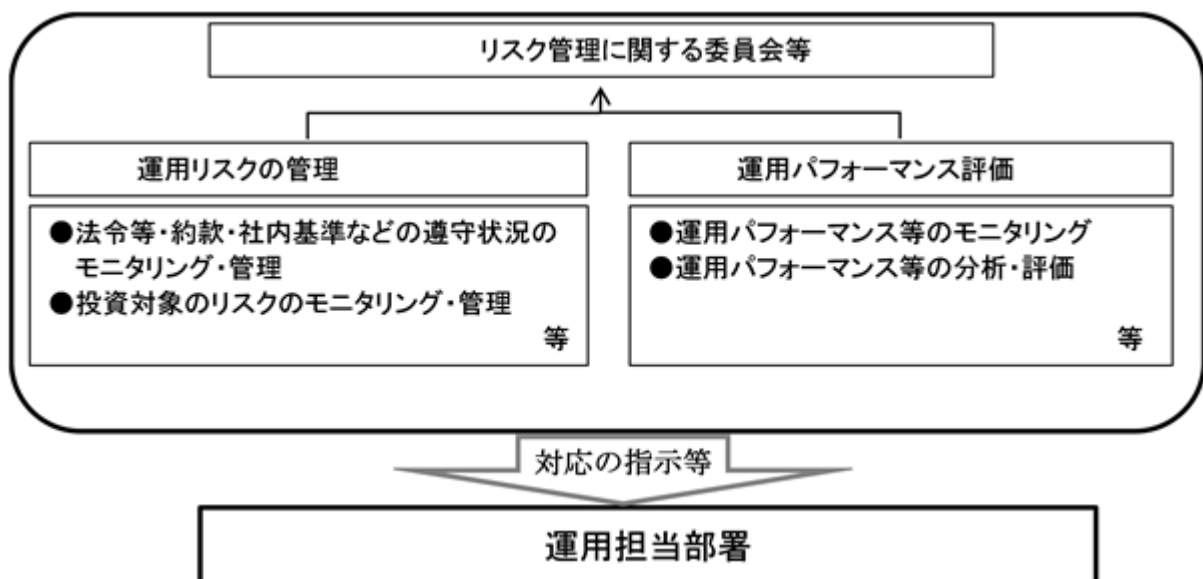 リスク管理に関する委員会等
運用リスクの管理
●法令等・約款・社内基準などの遵守状況の
モニタリング・管理
●投資対象のリスクのモニタリング・管理
等
運用パフォーマンス評価
●運用パフォーマンス等のモニタリング
●運用パフォーマンス等の分析・評価
等
対応の指示等
運用担当部署